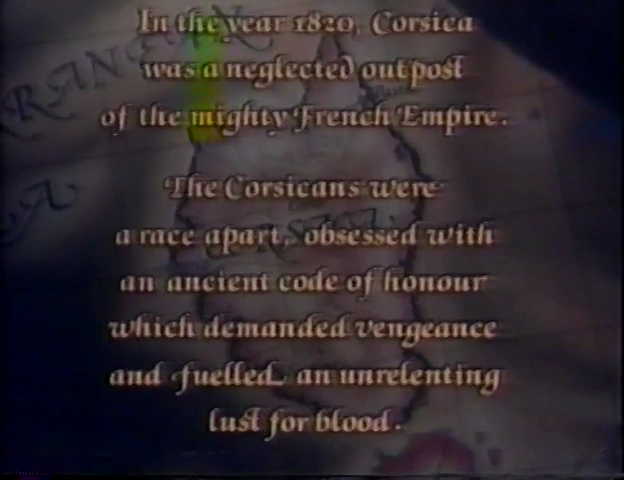 In the year 1820, Corsica
was a neglected outpost
of the mighty French Empire.
The Corsicans were
a race apart, obsessed with
an ancient code of honour
which demanded vengeance
and fuelled an unrelenting
lust for blood.